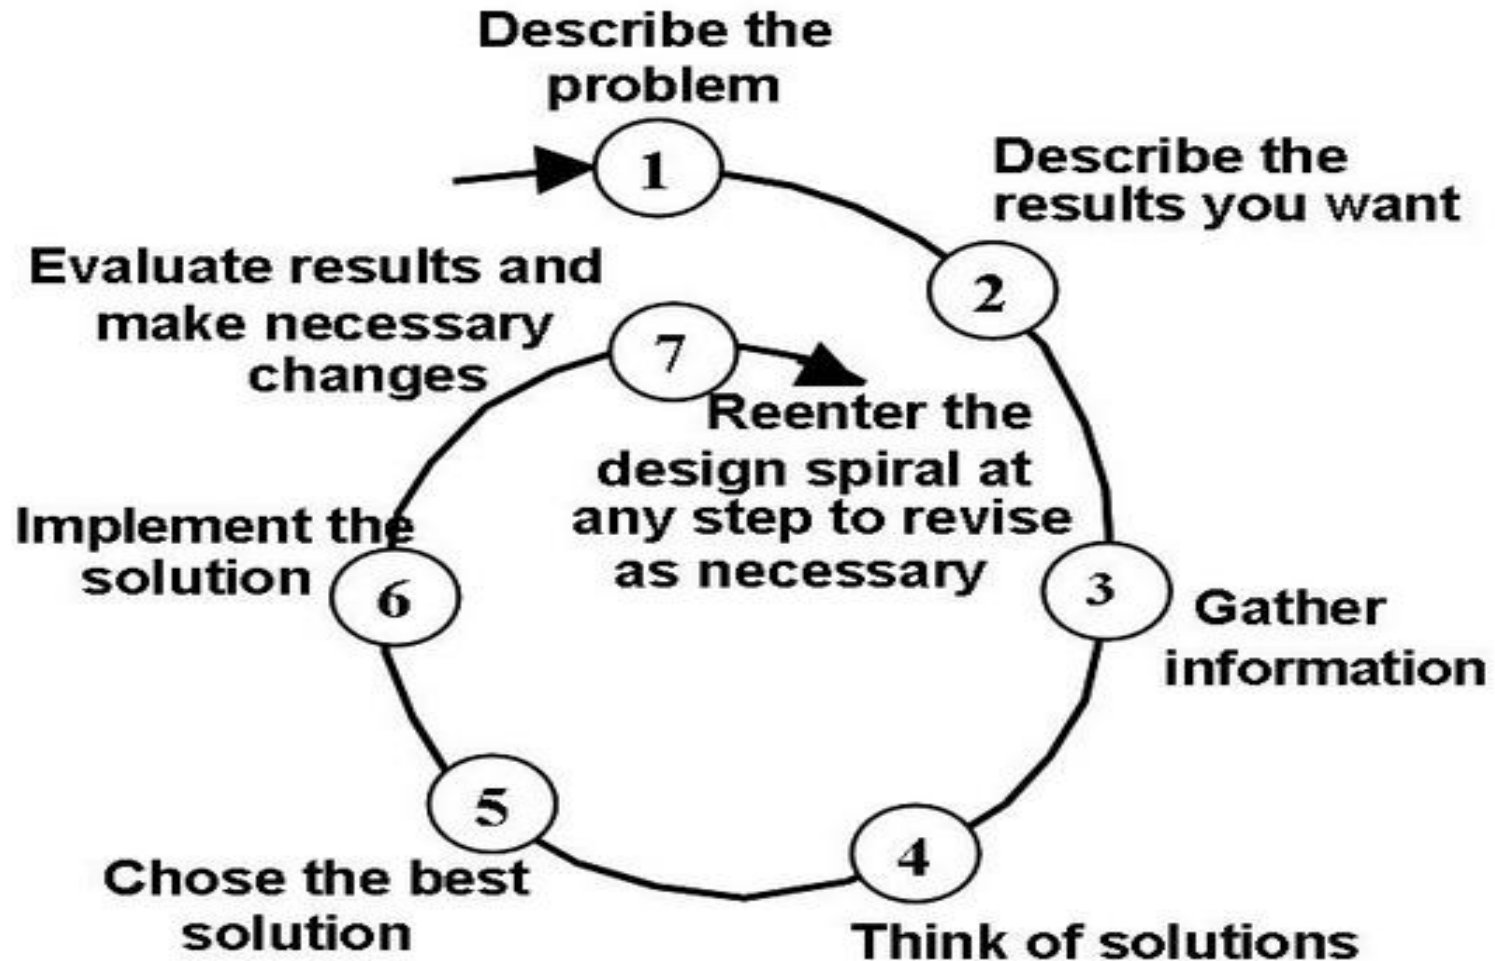 Describe the
problem
1
Describe the
results you want
2
Evaluate results and
make necessary
changes
7
Reenter the
design spiral at
any step to revise
as necessary
Implement the
solution
6
3
Gather
information
5
Chose the best
solution
4
Think of solutions